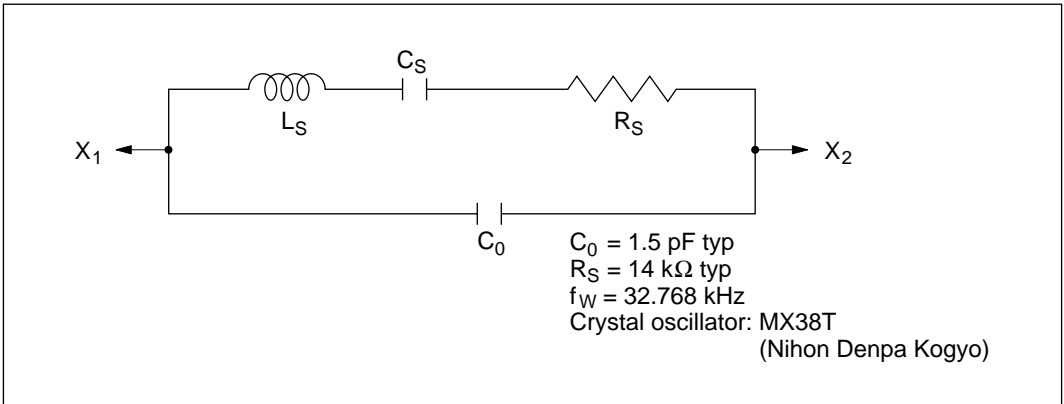 C_S
L_S
R_S
X_1
X_2
C_0
C_0 = 1.5 pF typ
R_S = 14 kΩ typ
f_W = 32.768 kHz
Crystal oscillator: MX38T
(Nihon Denpa Kogyo)